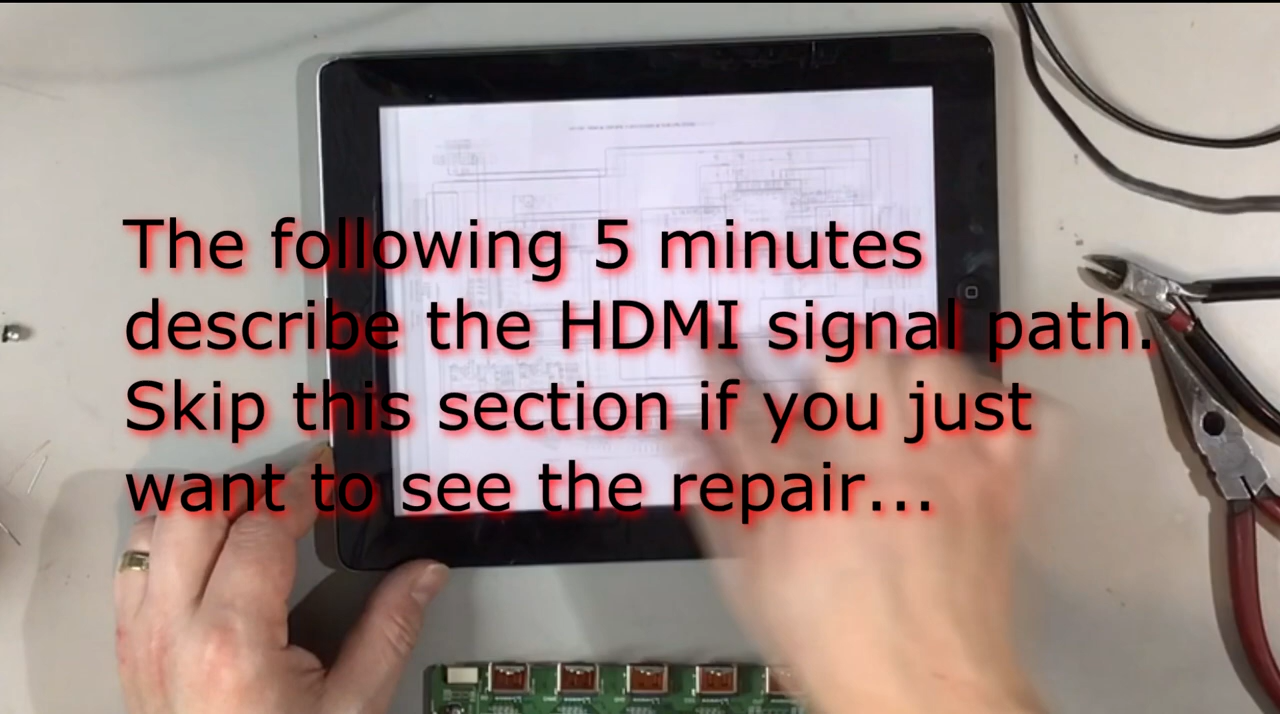 The following 5 minutes
describe the HDMI signal path.
Skip this section if you just
want to see the repair...